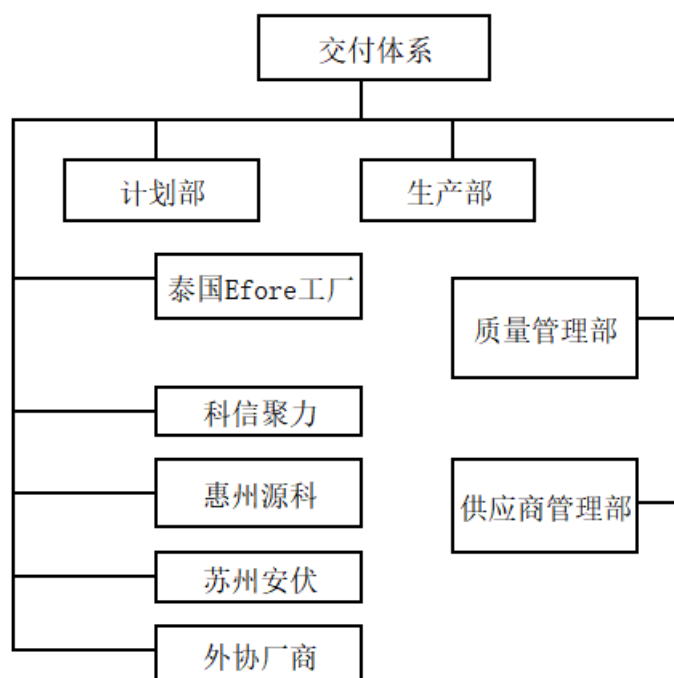 交付体系
计划部
生产部
泰国Efore工厂
质量管理部
科信聚力
惠州源科
供应商管理部
苏州安伏
外协厂商